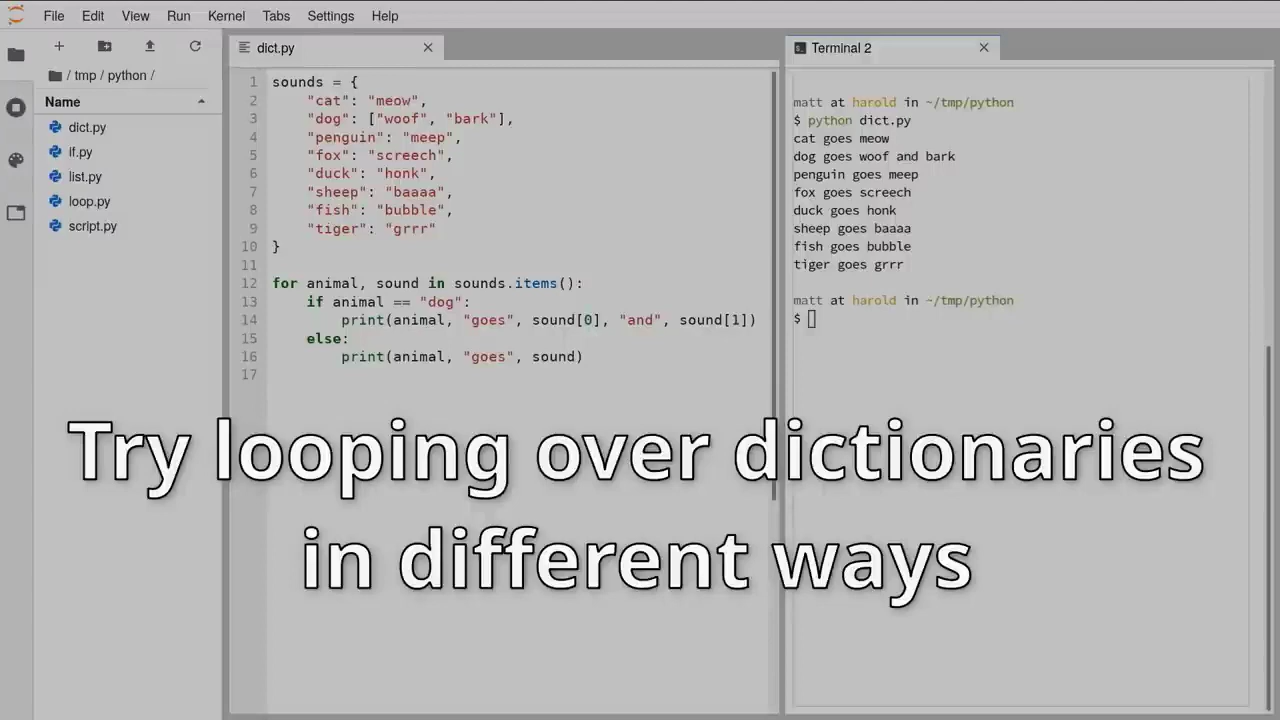 File Edit View Run Kernel Tabs Settings Help
/ tmp / python /
Name
dict.py
if.py
list.py
loop.py
script.py
dict.py
1 sounds = {
2     "cat": "meow",
3     "dog": ["woof", "bark"],
4     "penguin": "meep",
5     "fox": "screech",
6     "duck": "honk",
7     "sheep": "baaaa",
8     "fish": "bubble",
9     "tiger": "grrr"
10 }
11
12 for animal, sound in sounds.items():
13     if animal == "dog":
14         print(animal, "goes", sound[0], "and", sound[1])
15     else:
16         print(animal, "goes", sound)
17
Terminal 2
matt at harold in ~/tmp/python
$ python dict.py
cat goes meow
dog goes woof and bark
penguin goes meep
fox goes screech
duck goes honk
sheep goes baaaa
fish goes bubble
tiger goes grrr
matt at harold in ~/tmp/python
$
Try looping over dictionaries
in different ways